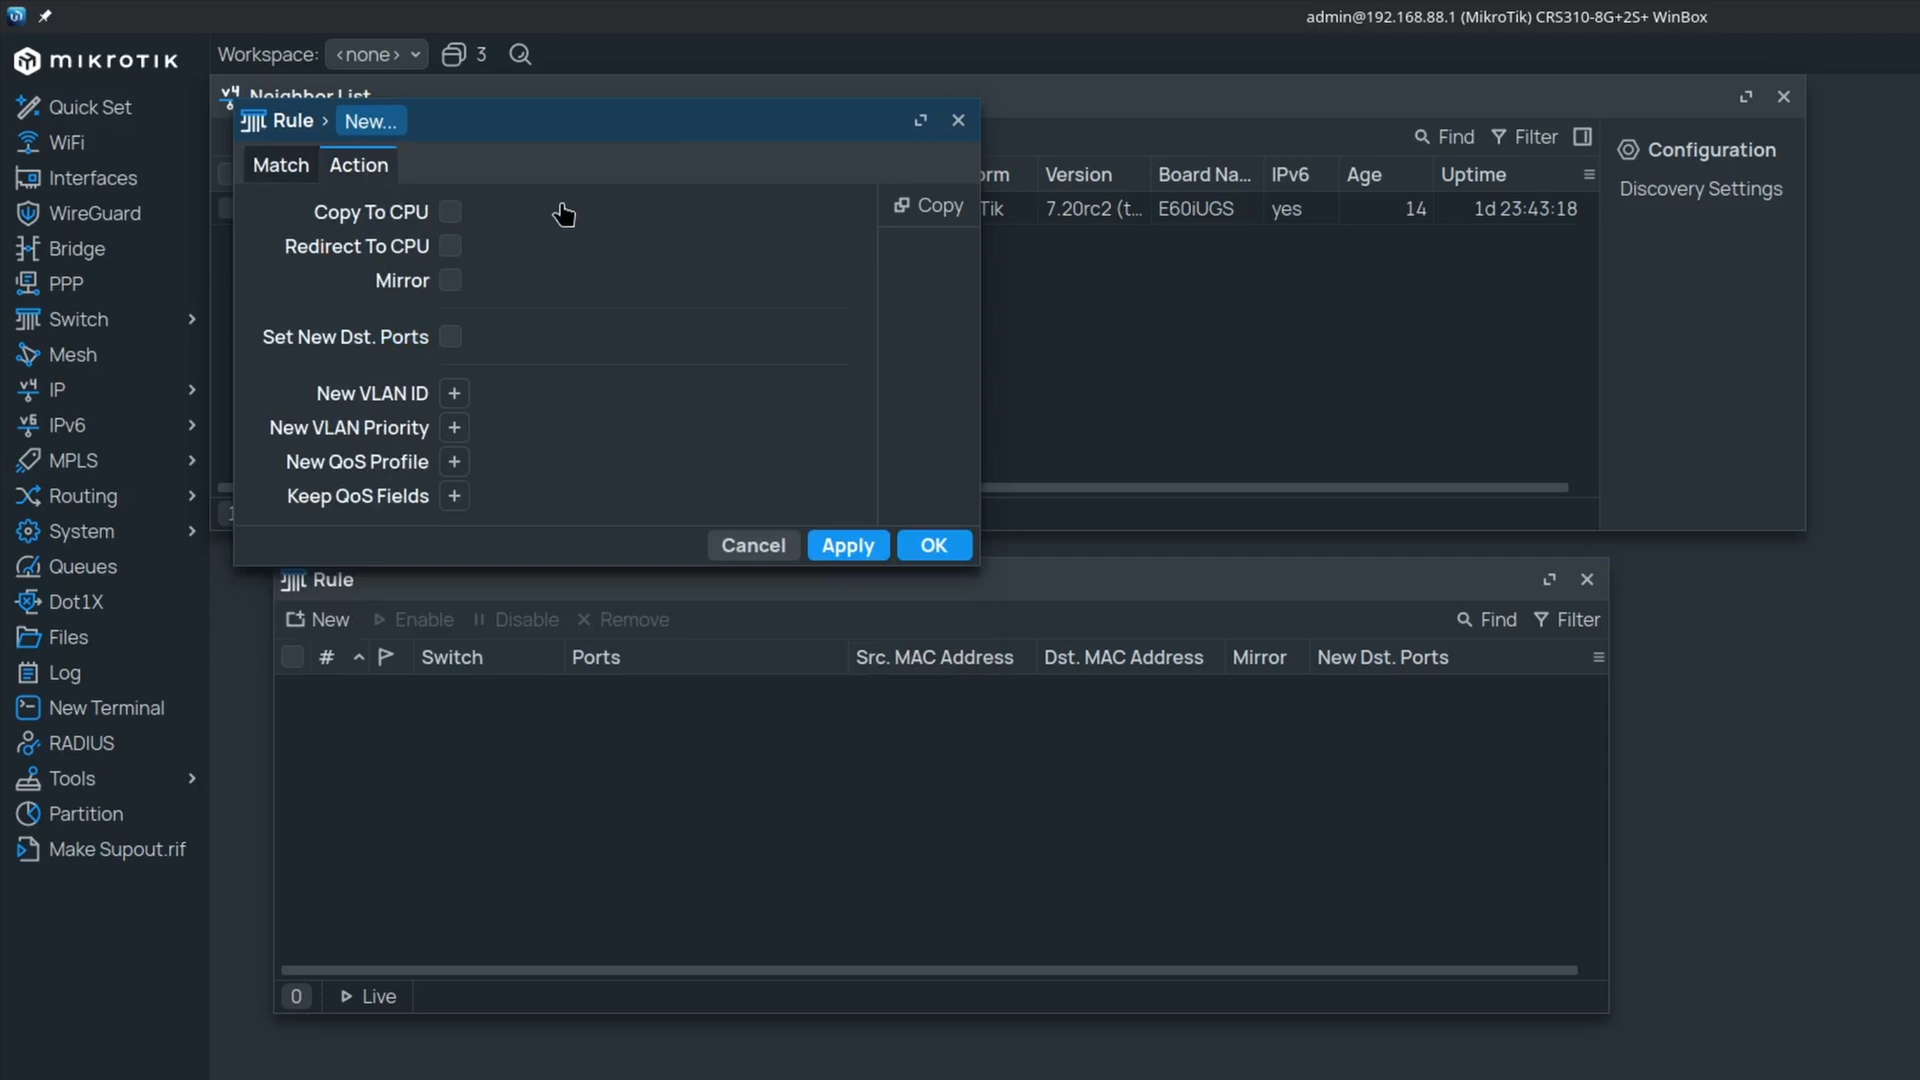 admin@192.168.88.1 (MikroTik) CRS310-8G+2S+ WinBox
MIKROTIK
Workspace: <none> 3
Quick Set
WiFi
Interfaces
WireGuard
Bridge
PPP
Switch
Mesh
IP
IPv6
MPLS
Routing
System
Queues
Dot1X
Files
Log
New Terminal
RADIUS
Tools
Partition
Make Supout.rif
Neighbor List
Find Filter
Version Board Na... IPv6 Age Uptime
Tik 7.20rc2 (t... E60iUGS yes 14 1d 23:43:18
Configuration
Discovery Settings
Rule › New...
Match Action
Copy To CPU
Redirect To CPU
Mirror
Set New Dst. Ports
New VLAN ID +
New VLAN Priority +
New QoS Profile +
Keep QoS Fields +
Copy
Cancel Apply OK
Rule
New Enable Disable Remove Find Filter
# Switch Ports Src. MAC Address Dst. MAC Address Mirror New Dst. Ports
0 Live